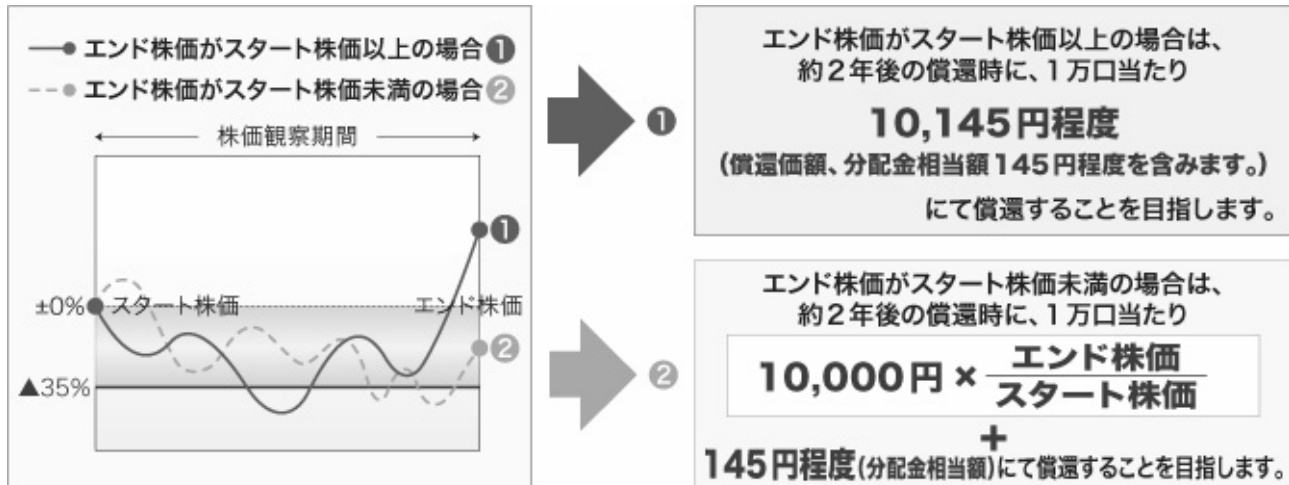 エンド株価がスタート株価以上の場合❶
エンド株価がスタート株価未満の場合❷
株価観察期間
❶
±0%
スタート株価
エンド株価
❷
▲35%
❶
エンド株価がスタート株価以上の場合は、
約2年後の償還時に、1万口当たり
10,145円程度
(償還価額、分配金相当額145円程度を含みます。)
にて償還することを目指します。
❷
エンド株価がスタート株価未満の場合は、
約2年後の償還時に、1万口当たり
10,000円×エンド株価
スタート株価
+
145円程度(分配金相当額)にて償還することを目指します。